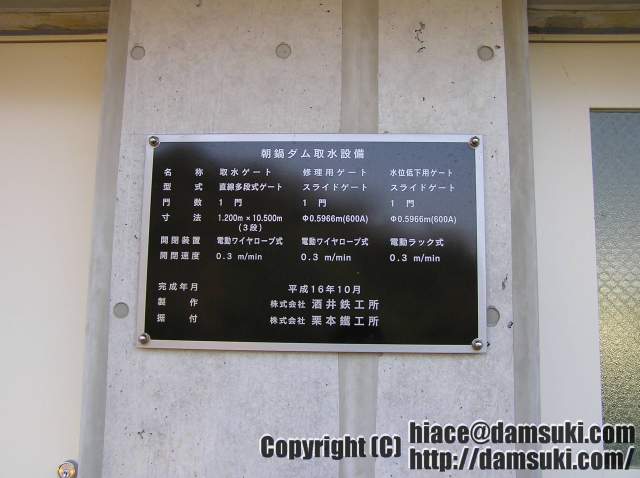 朝鍋ダム取水設備
名 称 取水ゲート 修理用ゲート 水位低下用ゲート
型 式 直線多段式ゲート スライドゲート スライドゲート
門 数 1 門 1 門 1 門
寸 法 1.200m×10.500m Φ0.5966m(600A) Φ0.5966m(600A)
(3段)
開閉装置 電動ワイヤロープ式 電動ワイヤロープ式 電動ラック式
開閉速度 0.3 m/min 0.3 m/min 0.3 m/min
完成年月 平成16年10月
製 作 株式会社 酒井鉄工所
据 付 株式会社 栗本鐵工所
Copyright (C) hiace@damsuki.com
http://damsuki.com/